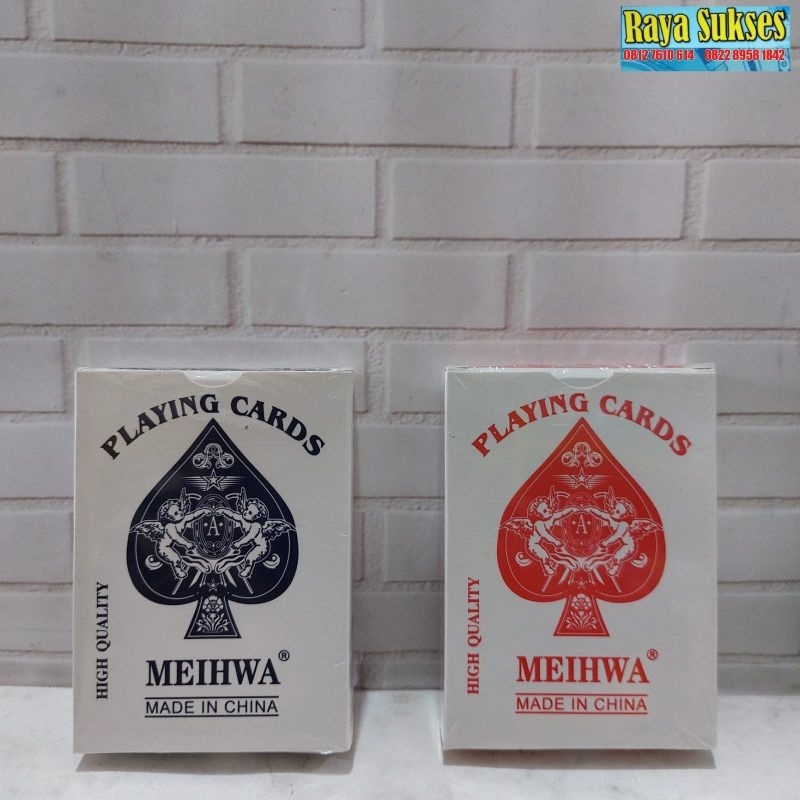 Raya Sukses
0812 7610 614 0822 8958 1842
PLAYING CARDS
A
HIGH QUALITY
MEIHWA®
MADE IN CHINA
PLAYING CARDS
A
HIGH QUALITY
MEIHWA®
MADE IN CHINA